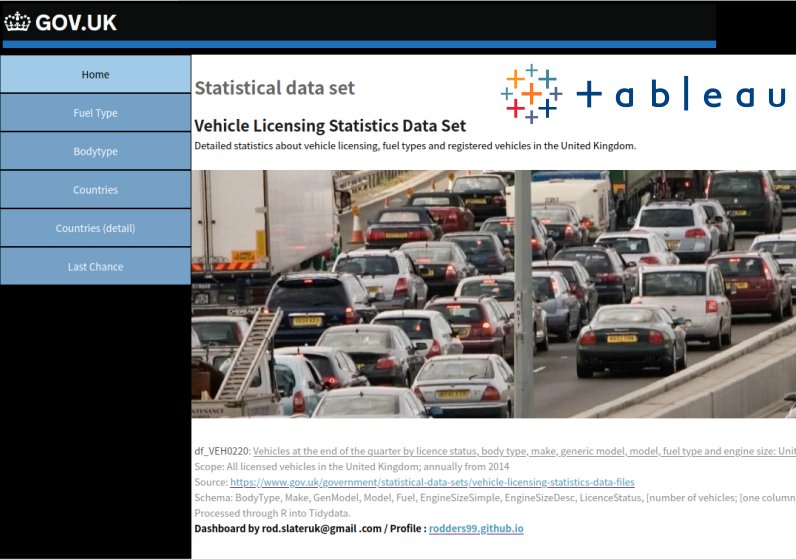 GOV.UK
Home
Fuel Type
Bodytype
Countries
Countries (detail)
Last Chance
Statistical data set
+ableau
Vehicle Licensing Statistics Data Set
Detailed statistics about vehicle licensing, fuel types and registered vehicles in the United Kingdom.
df_VEH0220: Vehicles at the end of the quarter by licence status, body type, make, generic model, model, fuel type and engine size: Unit
Scope: All licensed vehicles in the United Kingdom; annually from 2014
Source: https://www.gov.uk/government/statistical-data-sets/vehicle-licensing-statistics-data-files
Schema: BodyType, Make, GenModel, Model, Fuel, EngineSizeSimple, EngineSizeDesc, LicenceStatus, [number of vehicles; [one column
Processed through R into Tidydata.
Dashboard by rod.slateruk@gmail .com / Profile : rodders99.github.io